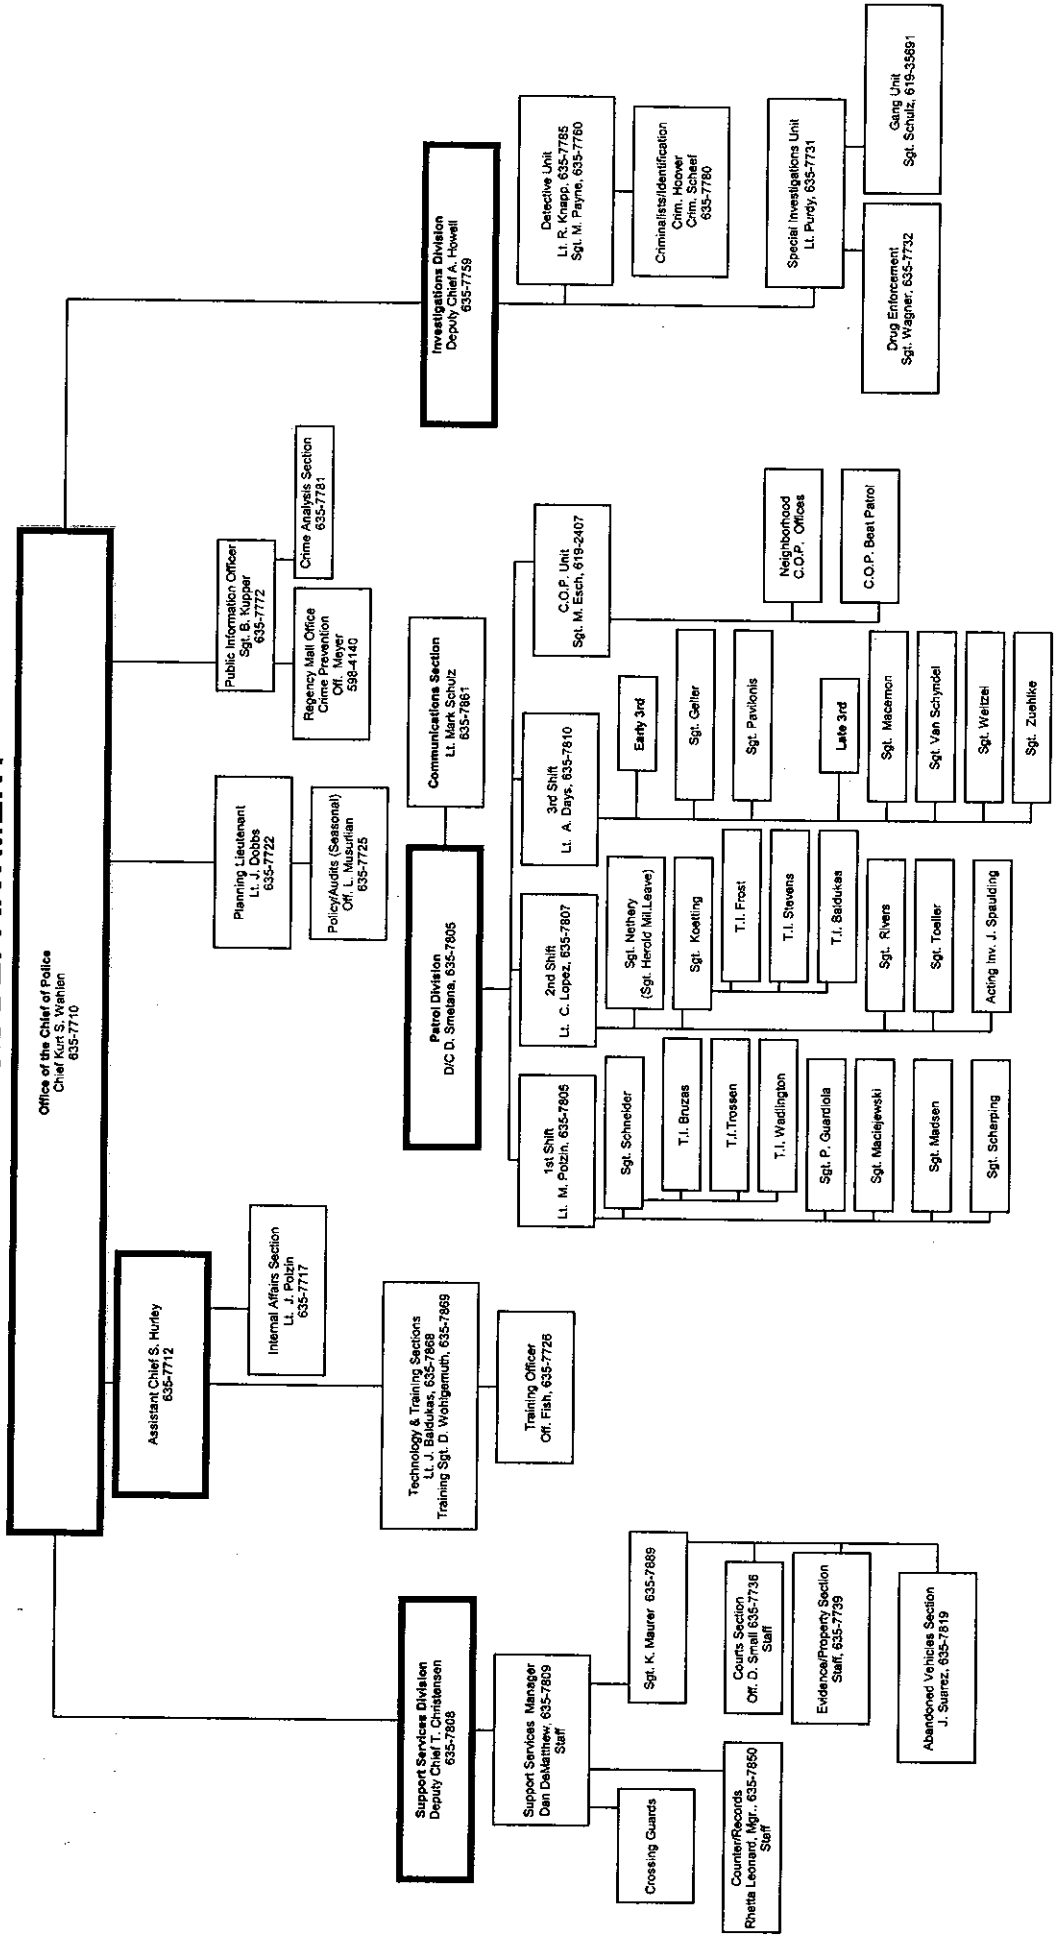 Office of the Chief of Police
Chief Kurt S. Wahlen
635-7710
Assistant Chief S. Hurley
635-7712
Internal Affairs Section
Lt. J. Polzin
635-7717
Technology & Training Sections
Lt. J. Baldukas, 635-7868
Training Sgt. D. Wohlgemuth, 635-7869
Training Officer
Off. Fish, 635-7726
Planning Lieutenant
Lt. J. Dobbs
635-7722
Policy/Audits (Seasonal)
Off. L. Musurlian
635-7725
Public Information Officer
Sgt. B. Kupper
635-7772
Regency Mall Office
Crime Prevention
Off. Meyer
598-4140
Crime Analysis Section
635-7781
Support Services Division
Deputy Chief T. Christensen
635-7808
Support Services Manager
Dan DeMatthew, 635-7809
Staff
Crossing Guards
Counter/Records
Rhetta Leonard, Mgr., 635-7850
Staff
Sgt. K. Maurer 635-7889
Courts Section
Off. D. Small 635-7736
Staff
Evidence/Property Section
Staff, 635-7739
Abandoned Vehicles Section
J. Suarez, 635-7819
Patrol Division
D/C D. Smetana, 635-7805
Communications Section
Lt. Mark Schulz
635-7861
1st Shift
Lt. M. Polzin, 635-7805
Sgt. Schneider
T.I. Bruzas
T.I.Trossen
T.I. Wadlington
Sgt. P. Guardiola
Sgt. Maciejewski
Sgt. Madsen
Sgt. Scharping
2nd Shift
Lt. C. Lopez, 635-7807
Sgt. Nethery
(Sgt. Herold Mil.Leave)
Sgt. Koetting
T.I. Frost
T.I. Stevens
T.I. Baldukas
Sgt. Rivers
Sgt. Toeller
Acting Inv. J. Spaulding
3rd Shift
Lt. A. Days, 635-7810
Early 3rd
Sgt. Geller
Sgt. Pavilonis
Late 3rd
Sgt. Macemon
Sgt. Van Schyndel
Sgt. Weitzel
Sgt. Zuehlke
C.O.P. Unit
Sgt. M. Esch, 619-2407
Neighborhood
C.O.P. Offices
C.O.P. Beat Patrol
Investigations Division
Deputy Chief A. Howell
635-7759
Detective Unit
Lt. R. Knapp, 635-7785
Sgt. M. Payne, 635-7760
Criminalists/Identification
Crim. Hoover
Crim. Scheef
635-7780
Special Investigations Unit
Lt. Purdy, 635-7731
Drug Enforcement
Sgt. Wagner, 635-7732
Gang Unit
Sgt. Schulz, 619-35691